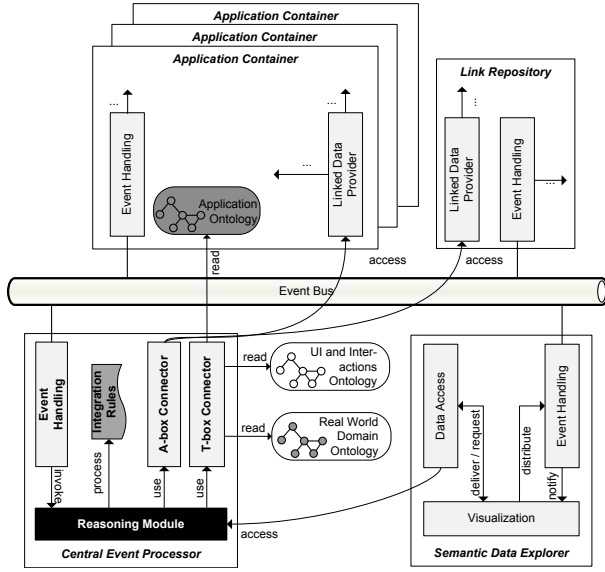 Application Container
Application Container
Application Container
Link Repository
...
...
...
Event Handling
Application
Ontology
...
Linked Data
Provider
Linked Data
Provider
Event Handling
...
read
access
access
Event Bus
Event
Handling
Integration
Rules
A-box Connector
T-box Connector
read
UI and Inter-
actions
Ontology
read
Real World
Domain
Ontology
Data Access
deliver / request
distribute
Event Handling
notify
invoke
process
use
use
Reasoning Module
access
Visualization
Central Event Processor
Semantic Data Explorer